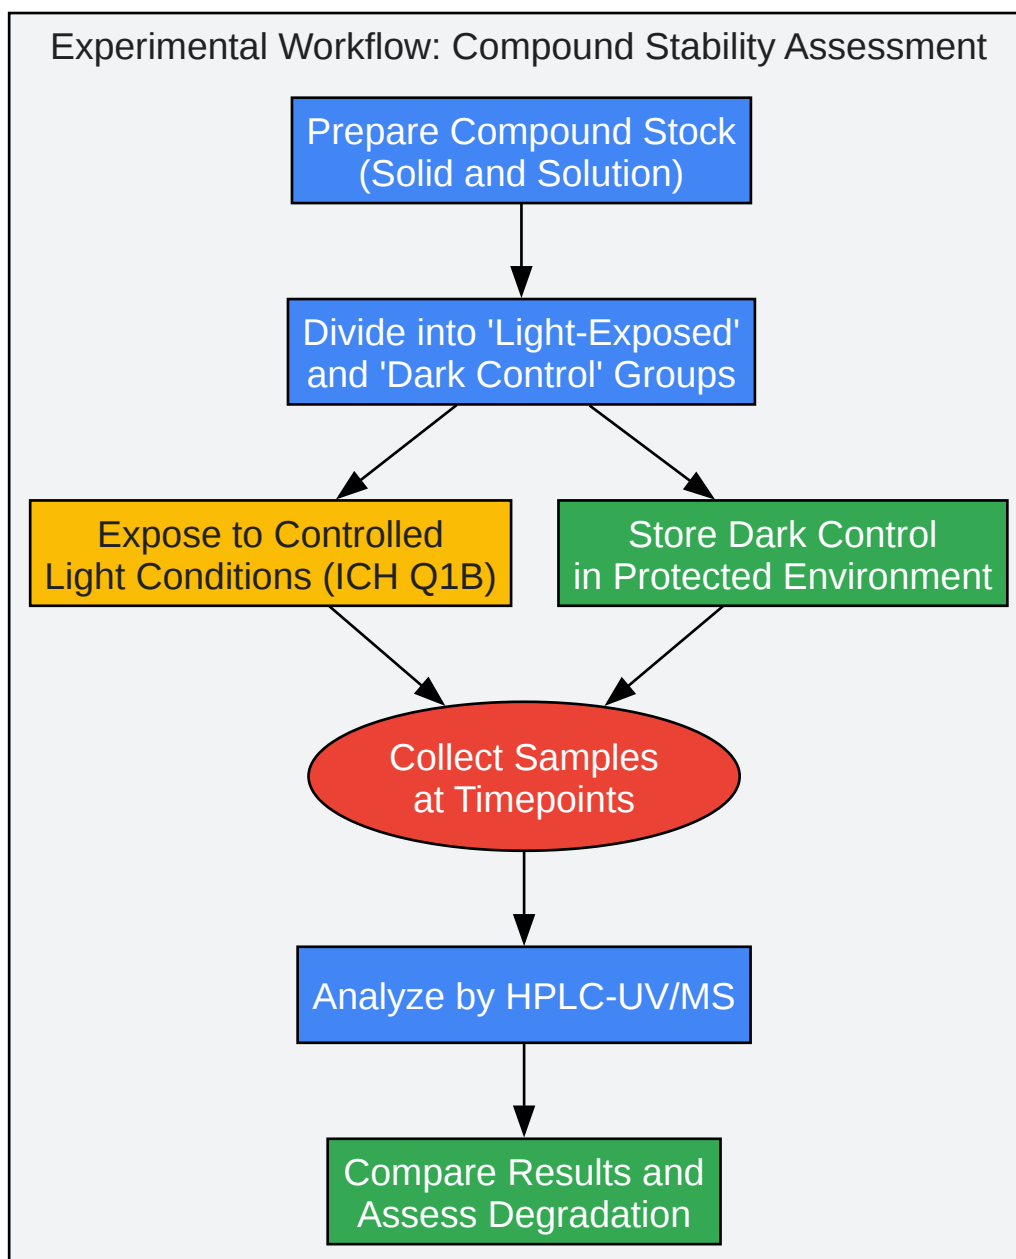 Experimental Workflow: Compound Stability Assessment
Prepare Compound Stock
(Solid and Solution)
Divide into 'Light-Exposed'
and 'Dark Control' Groups
Expose to Controlled
Light Conditions (ICH Q1B)
Store Dark Control
in Protected Environment
Collect Samples
at Timepoints
Analyze by HPLC-UV/MS
Compare Results and
Assess Degradation